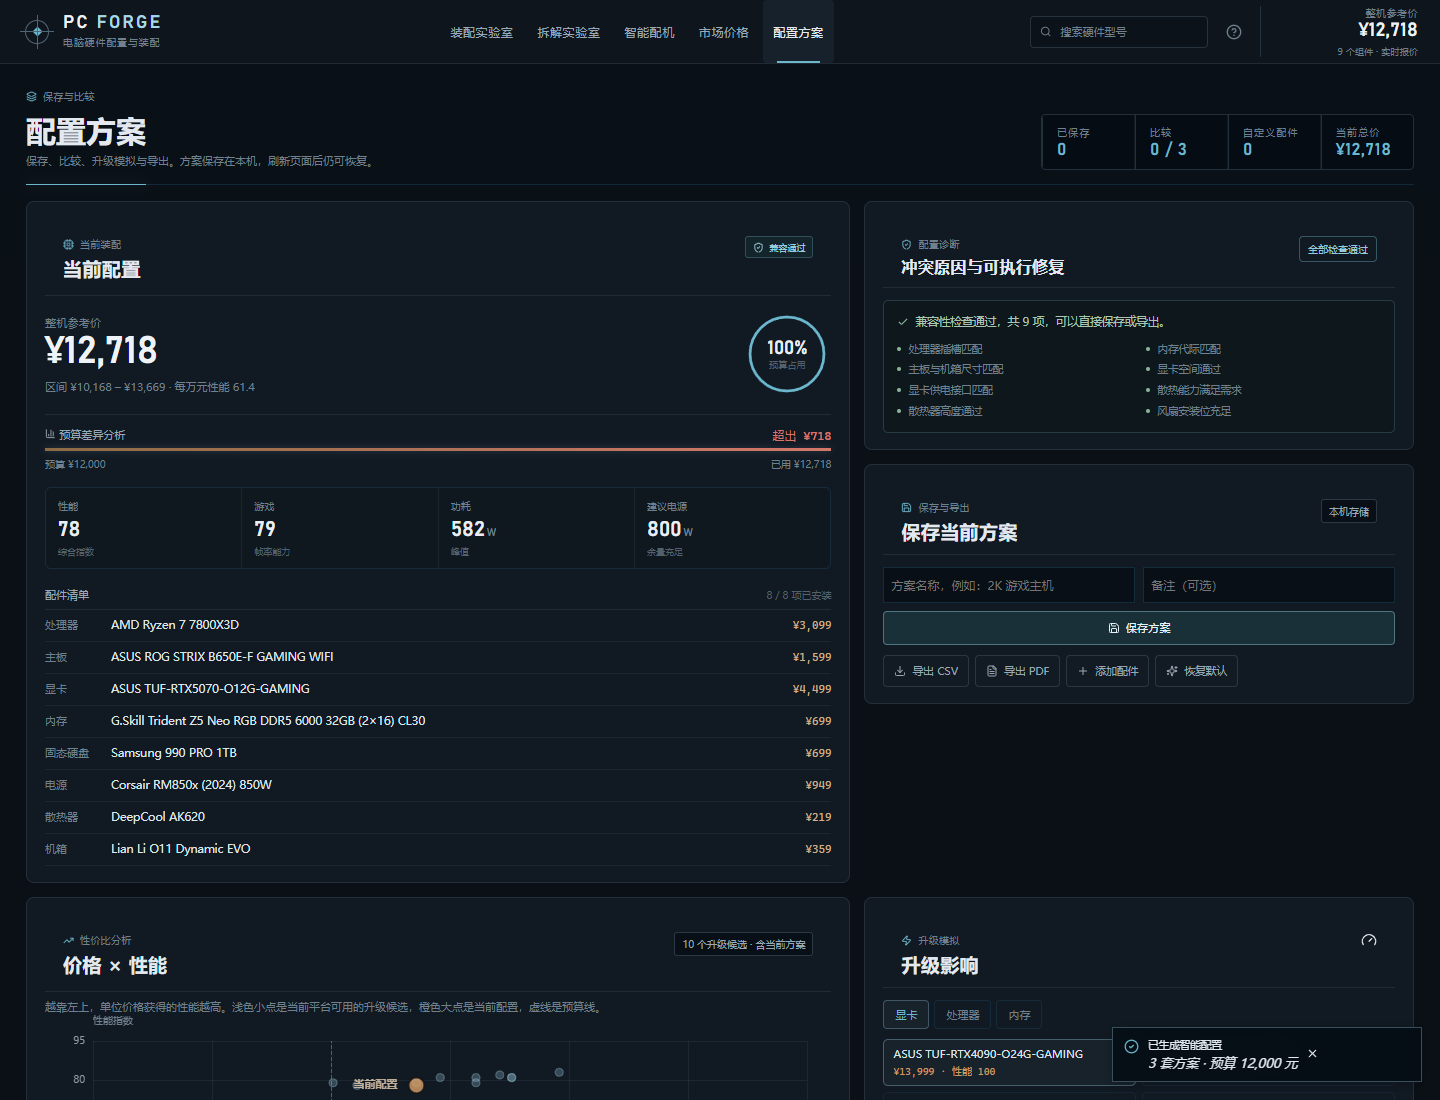 PC FORGE
电脑硬件配置与装配
装配实验室
拆解实验室
智能配机
市场价格
配置方案
搜索硬件型号
整机参考价
¥12,718
9 个组件 · 实时报价
保存与比较
配置方案
保存、比较、升级模拟与导出。方案保存在本机，刷新页面后仍可恢复。
已保存
0
比较
0 / 3
自定义配件
0
当前总价
¥12,718
当前装配
当前配置
兼容通过
整机参考价
¥12,718
区间 ¥10,168 – ¥13,669 · 每万元性能 61.4
100%
预算占用
预算差异分析
超出 ¥718
预算 ¥12,000
已用 ¥12,718
性能
78
综合指数
游戏
79
帧率能力
功耗
582 W
峰值
建议电源
800 W
余量充足
配件清单
8 / 8 项已安装
处理器 AMD Ryzen 7 7800X3D ¥3,099
主板 ASUS ROG STRIX B650E-F GAMING WIFI ¥1,599
显卡 ASUS TUF-RTX5070-O12G-GAMING ¥4,499
内存 G.Skill Trident Z5 Neo RGB DDR5 6000 32GB (2×16) CL30 ¥699
固态硬盘 Samsung 990 PRO 1TB ¥699
电源 Corsair RM850x (2024) 850W ¥949
散热器 DeepCool AK620 ¥219
机箱 Lian Li O11 Dynamic EVO ¥359
配置诊断
冲突原因与可执行修复
全部检查通过
兼容性检查通过，共 9 项，可以直接保存或导出。
处理器插槽匹配
内存代际匹配
主板与机箱尺寸匹配
显卡空间通过
显卡供电接口匹配
散热能力满足需求
散热器高度通过
风扇安装位充足
保存与导出
保存当前方案
本机存储
方案名称，例如：2K 游戏主机
备注（可选）
保存方案
导出 CSV
导出 PDF
添加配件
恢复默认
性价比分析
价格 × 性能
10 个升级候选 · 含当前方案
越靠左上，单位价格获得的性能越高。浅色小点是当前平台可用的升级候选，橙色大点是当前配置，虚线是预算线。
性能指数
95
80
当前配置
升级模拟
升级影响
显卡
处理器
内存
ASUS TUF-RTX4090-O24G-GAMING
¥13,999 · 性能 100
已生成智能配置
3 套方案 · 预算 12,000 元